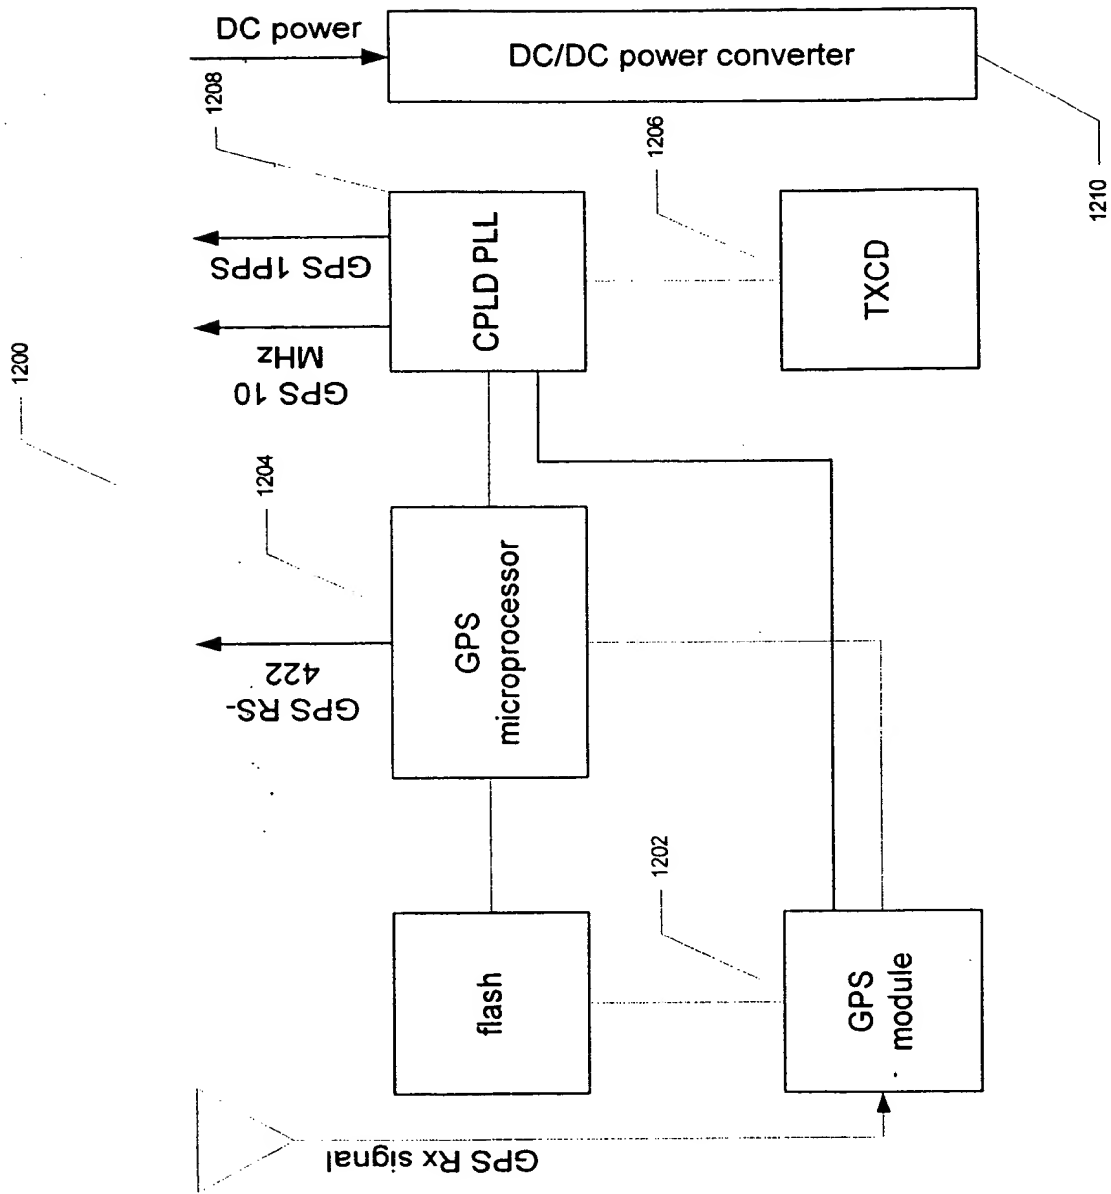 DC power
DC/DC power converter
1208
1206
1210
GPS 1PPS
GPS 10
MHz
CPLD PLL
TXCD
1200
1204
GPS RS-
422
GPS
microprocessor
1202
flash
GPS
module
GPS Rx signal